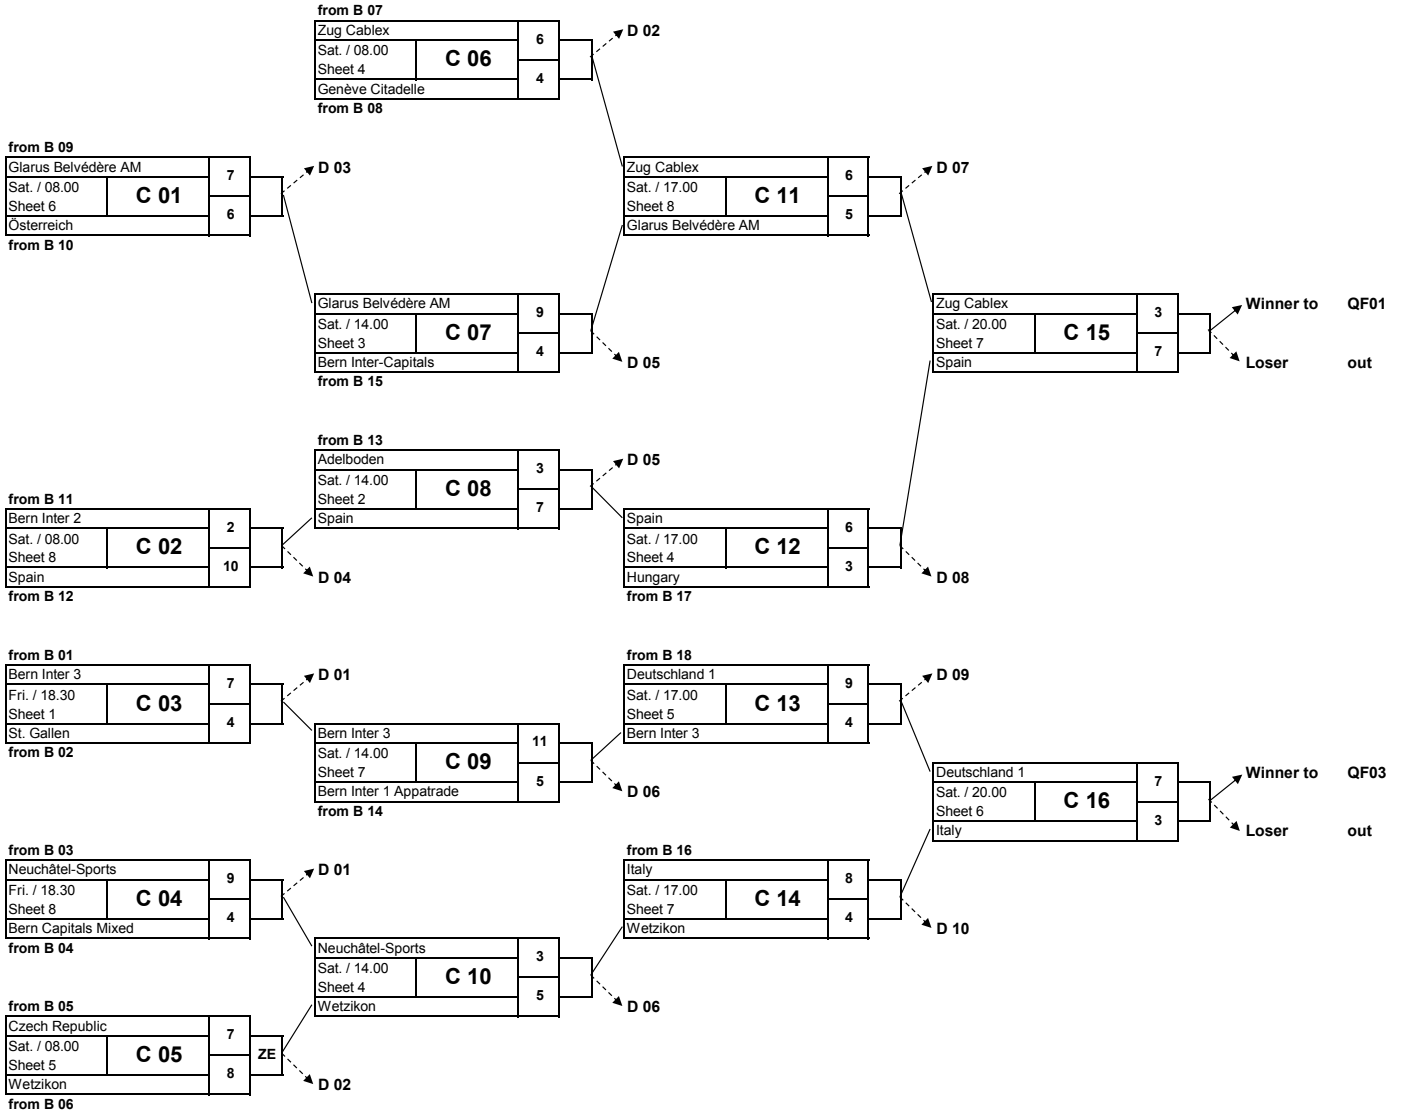 from B 07
Zug Cablex
6
D 02
Sat. / 08.00
Sheet 4
C 06
4
Genève Citadelle
from B 08
from B 09
Glarus Belvédère AM
7
D 03
Sat. / 08.00
Sheet 6
C 01
6
Österreich
from B 10
Zug Cablex
6
D 07
Sat. / 17.00
Sheet 8
C 11
5
Glarus Belvédère AM
Glarus Belvédère AM
9
Sat. / 14.00
Sheet 3
C 07
4
Bern Inter-Capitals
D 05
from B 15
Zug Cablex
3
Winner to QF01
Sat. / 20.00
Sheet 7
C 15
7
Spain
Loser out
from B 13
Adelboden
3
D 05
Sat. / 14.00
Sheet 2
C 08
7
Spain
from B 11
Bern Inter 2
2
Sat. / 08.00
Sheet 8
C 02
10
Spain
D 04
from B 12
Spain
6
Sat. / 17.00
Sheet 4
C 12
3
Hungary
D 08
from B 17
from B 01
Bern Inter 3
7
D 01
Fri. / 18.30
Sheet 1
C 03
4
St. Gallen
from B 02
from B 18
Deutschland 1
9
D 09
Sat. / 17.00
Sheet 5
C 13
4
Bern Inter 3
Bern Inter 3
11
Sat. / 14.00
Sheet 7
C 09
5
Bern Inter 1 Appatrade
D 06
from B 14
Deutschland 1
7
Winner to QF03
Sat. / 20.00
Sheet 6
C 16
3
Italy
Loser out
from B 03
Neuchâtel-Sports
9
D 01
Fri. / 18.30
Sheet 8
C 04
4
Bern Capitals Mixed
from B 04
from B 16
Italy
8
Sat. / 17.00
Sheet 7
C 14
4
Wetzikon
D 10
Neuchâtel-Sports
3
Sat. / 14.00
Sheet 4
C 10
5
Wetzikon
D 06
from B 05
Czech Republic
7
Sat. / 08.00
Sheet 5
C 05
ZE
8
Wetzikon
D 02
from B 06